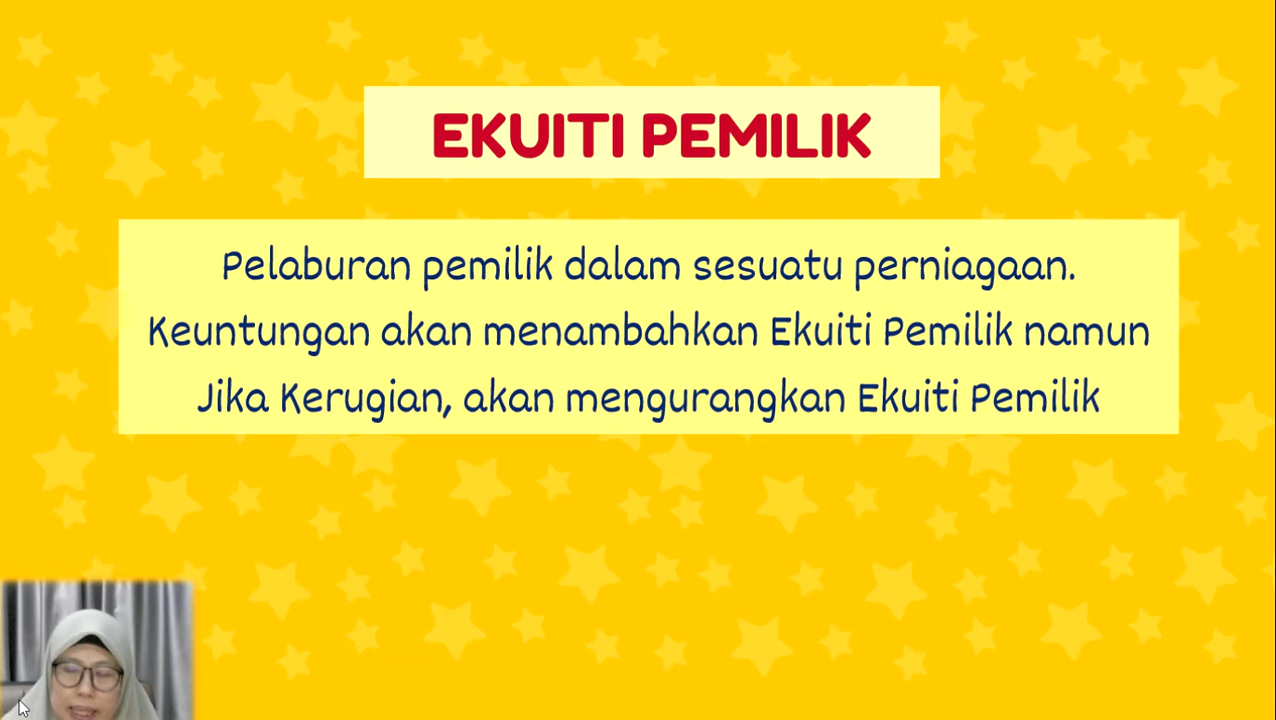 EKUITI PEMILIK
Pelaburan pemilik dalam sesuatu perniagaan.
Keuntungan akan menambahkan Ekuiti Pemilik namun
Jika Kerugian, akan mengurangkan Ekuiti Pemilik